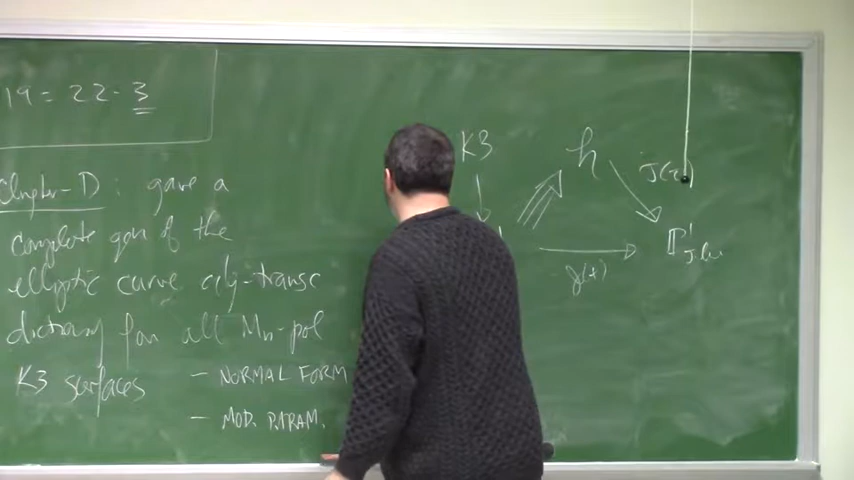 19 = 22 - 3
-D : gave a
complete gen of the
elliptic curve alg-transc
dictionary for all Mn-pol
K3 surfaces - NORMAL FORM
- MOD. PARAM.
K3
h
J(τ)
ℙ¹
g(t)